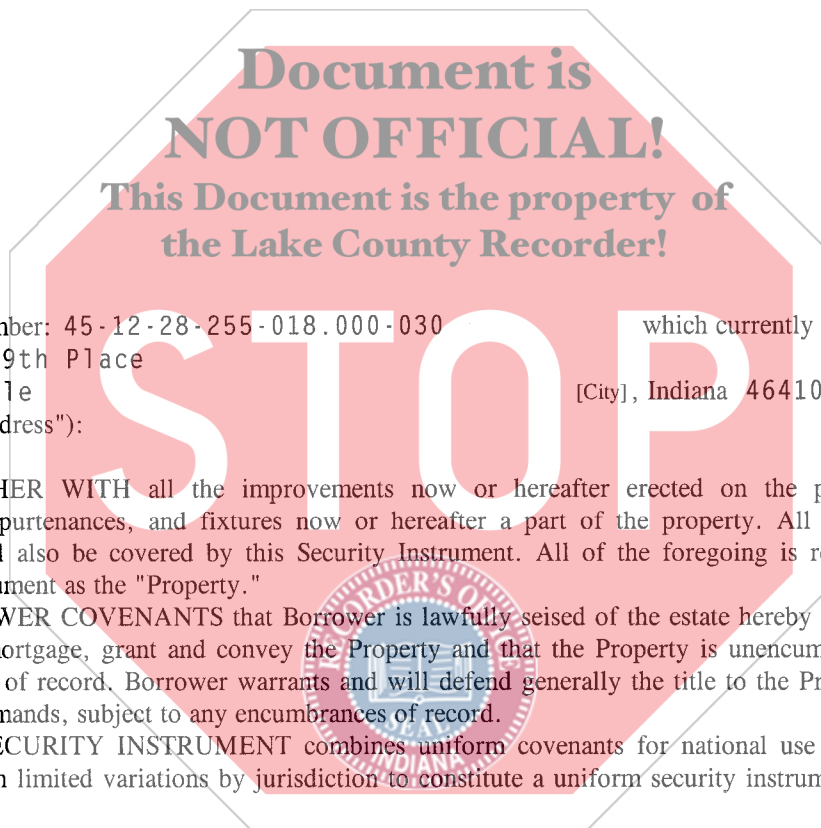 Document is
NOT OFFICIAL!
This Document is the property of
the Lake County Recorder!
nber: 45-12-28-255-018.000-030 which currently
9th Place
le [City], Indiana 46410
dress"):
STOP
HER WITH all the improvements now or hereafter erected on the p
purtenances, and fixtures now or hereafter a part of the property. All
l also be covered by this Security Instrument. All of the foregoing is r
ument as the "Property."
WER COVENANTS that Borrower is lawfully seised of the estate hereby
ortgage, grant and convey the Property and that the Property is unencum
of record. Borrower warrants and will defend generally the title to the Pr
mands, subject to any encumbrances of record.
ECURITY INSTRUMENT combines uniform covenants for national use
n limited variations by jurisdiction to constitute a uniform security instrum
RECORDER'S OFFICE
SEAL
INDIANA